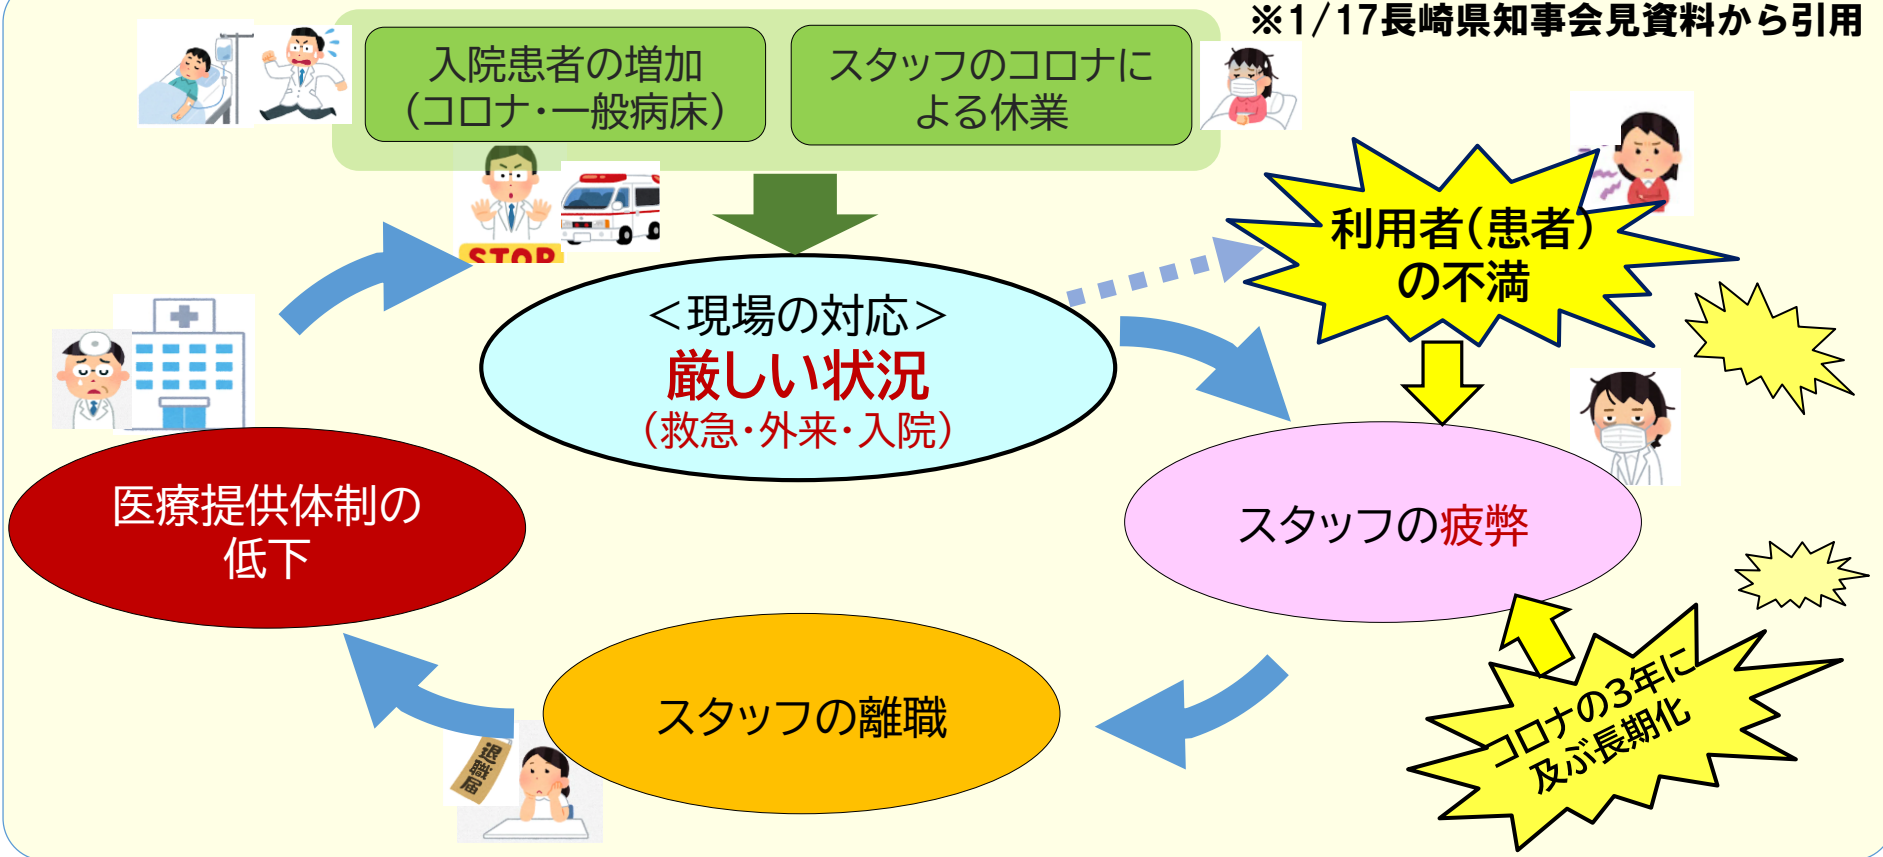 ※1/17長崎県知事会見資料から引用
入院患者の増加
(コロナ・一般病床)
スタッフのコロナに
よる休業
STOP
利用者(患者)
の不満
<現場の対応>
厳しい状況
(救急・外来・入院)
医療提供体制の
低下
スタッフの疲弊
スタッフの離職
退職届
コロナの3年に
及ぶ長期化